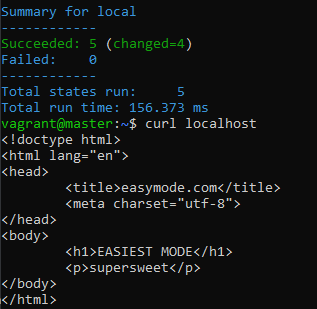 Summary for local
------------
Succeeded: 5 (changed=4)
Failed:    0
------------
Total states run:     5
Total run time: 156.373 ms
vagrant@master:~$ curl localhost
<!doctype html>
<html lang="en">
<head>
        <title>easymode.com</title>
        <meta charset="utf-8">
</head>
<body>
        <h1>EASIEST MODE</h1>
        <p>supersweet</p>
</body>
</html>